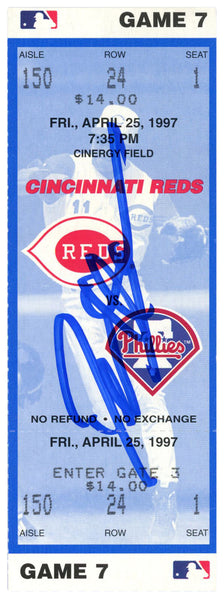 GAME 7
AISLE ROW SEAT
150 24 1
$14.00
FRI., APRIL 25, 1997
7:35 PM
CINERGY FIELD
CINCINNATI REDS
11
REDS
VS
Phillies
NO REFUND • NO EXCHANGE
FRI., APRIL 25, 1997
ENTER GATE 3
$14.00
150 24 1
AISLE ROW SEAT
GAME 7